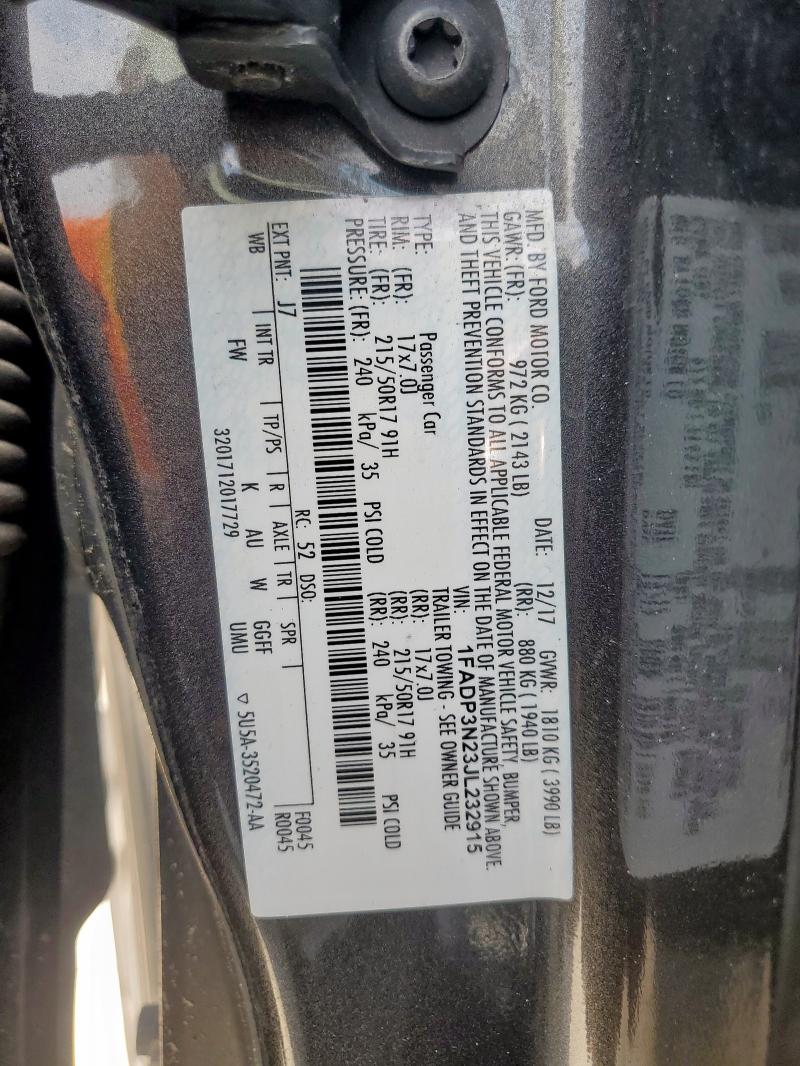 MFD. BY FORD MOTOR CO. DATE: 12/17 GVWR: 1810 KG ( 3990 LB)
GAWR: (FR): 972 KG ( 2143 LB) (RR): 880 KG ( 1940 LB)
THIS VEHICLE CONFORMS TO ALL APPLICABLE FEDERAL MOTOR VEHICLE SAFETY, BUMPER,
AND THEFT PREVENTION STANDARDS IN EFFECT ON THE DATE OF MANUFACTURE SHOWN ABOVE.
VIN: 1FADP3N23JL232915
TYPE: Passenger Car TRAILER TOWING - SEE OWNER GUIDE
RIM: (FR): 17x7.0J (RR): 17x7.0J
TIRE: (FR): 215/50R17 91H (RR): 215/50R17 91H
PRESSURE: (FR): 240 kPa/ 35 PSI COLD (RR): 240 kPa/ 35 PSI COLD
F0045
R0045
EXT PNT: J7 RC: 52 DSO:
WB INT TR TP/PS R AXLE TR SPR
FW K AU W GGFF
3201712017729 UMU ▽ 5U5A-3520472-AA